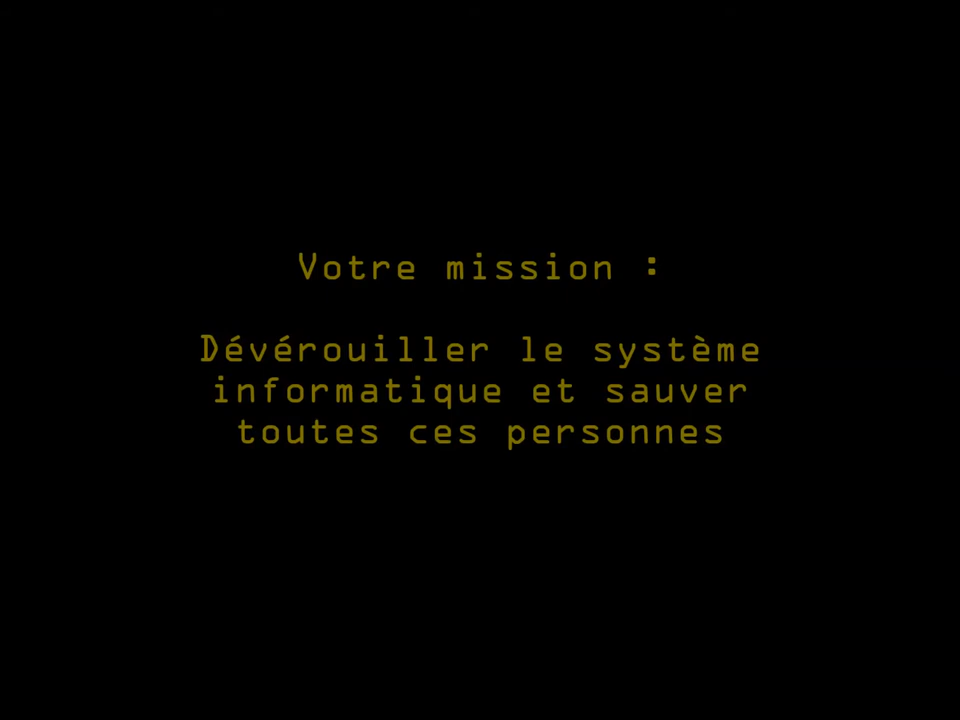 Votre mission :
Dévérouiller le système
informatique et sauver
toutes ces personnes